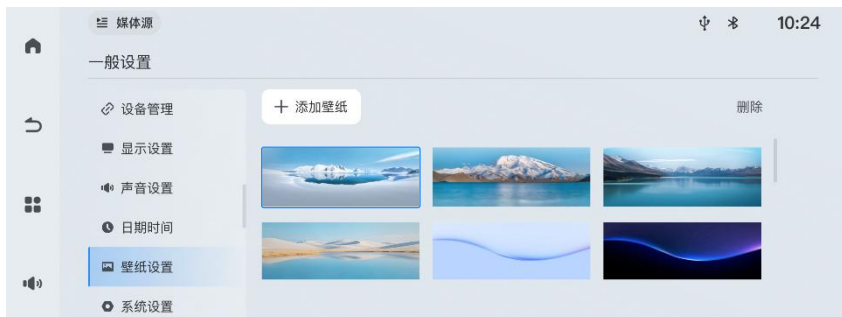 媒体源
10:24
一般设置
设备管理
添加壁纸
删除
显示设置
声音设置
日期时间
壁纸设置
系统设置